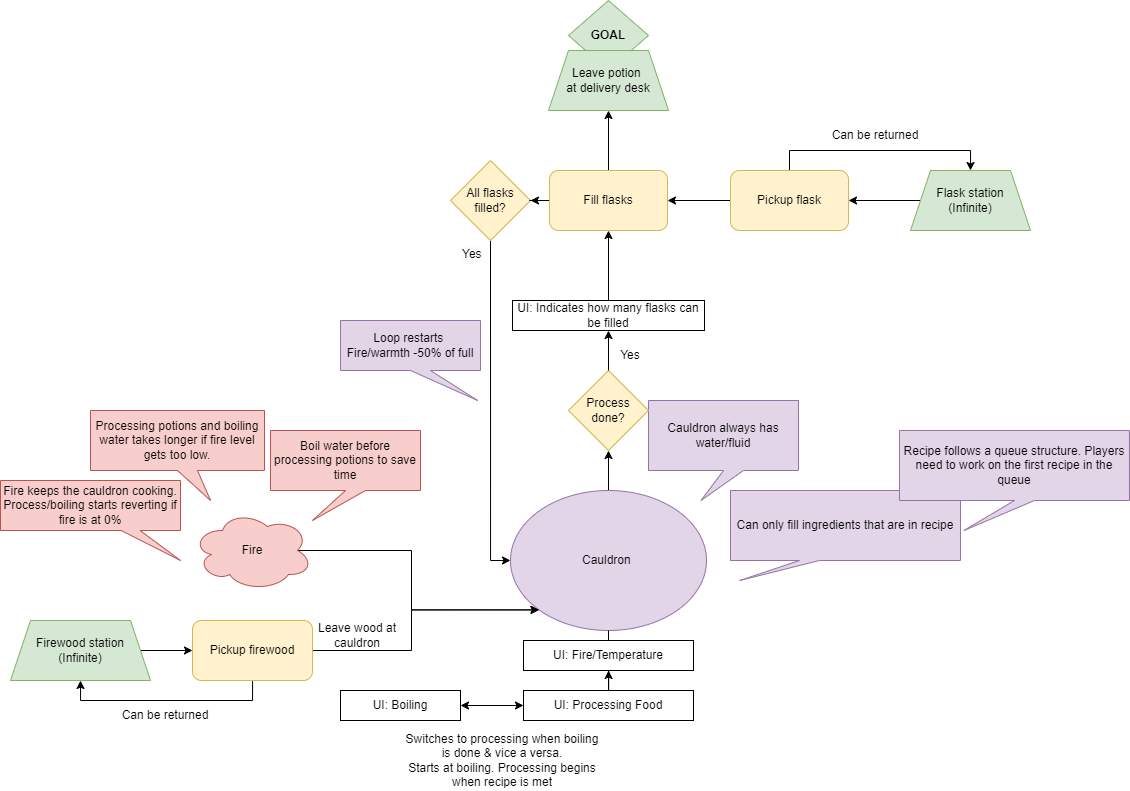 GOAL
Leave potion
at delivery desk
Can be returned
All flasks
filled?
Fill flasks
Pickup flask
Flask station
(Infinite)
Yes
UI: Indicates how many flasks can
be filled
Loop restarts
Fire/warmth -50% of full
Yes
Process
done?
Cauldron always has
water/fluid
Processing potions and boiling
water takes longer if fire level
gets too low.
Boil water before
processing potions to save
time
Recipe follows a queue structure. Players
need to work on the first recipe in the
queue
Fire keeps the cauldron cooking.
Process/boiling starts reverting if
fire is at 0%
Can only fill ingredients that are in recipe
Fire
Cauldron
Firewood station
(Infinite)
Pickup firewood
Leave wood at
cauldron
UI: Fire/Temperature
Can be returned
UI: Boiling
UI: Processing Food
Switches to processing when boiling
is done & vice a versa.
Starts at boiling. Processing begins
when recipe is met